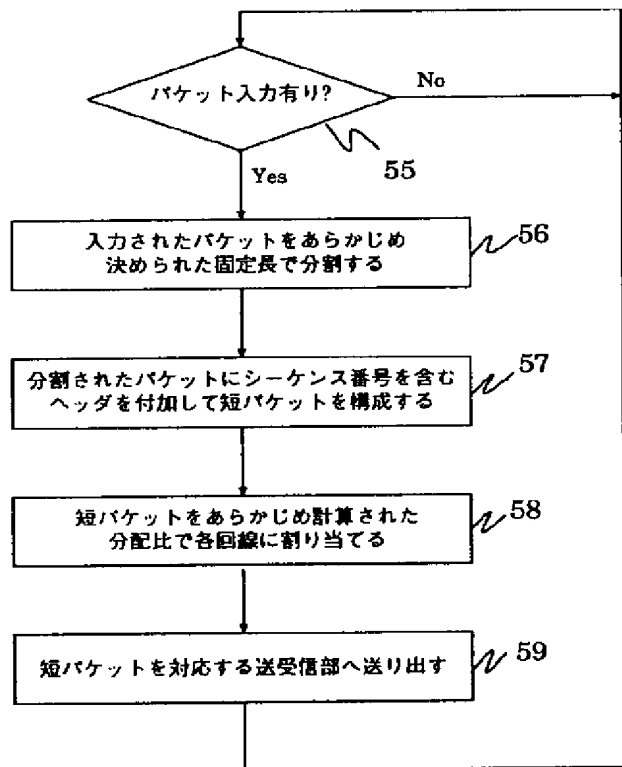 パケット入力有り?
No
55
Yes
入力されたパケットをあらかじめ
決められた固定長で分割する
56
分割されたパケットにシーケンス番号を含む
ヘッダを付加して短パケットを構成する
57
短パケットをあらかじめ計算された
分配比で各回線に割り当てる
58
短パケットを対応する送受信部へ送り出す
59